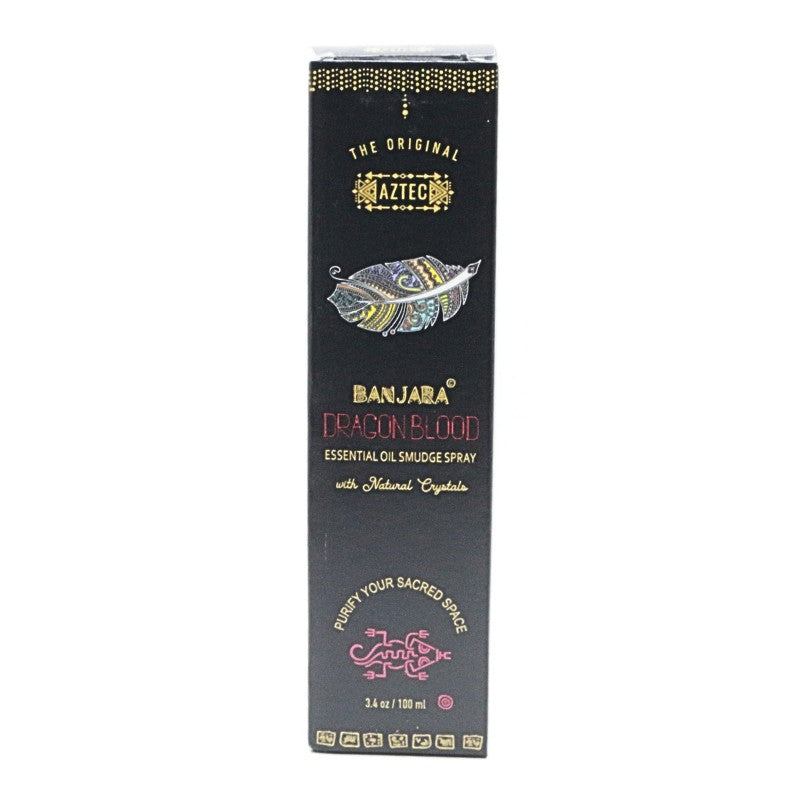 AZTEC
THE ORIGINAL
AZTEC
BANJARA©
DRAGON BLOOD
ESSENTIAL OIL SMUDGE SPRAY
with Natural Crystals
PURIFY YOUR SACRED SPACE
3.4 oz / 100 ml